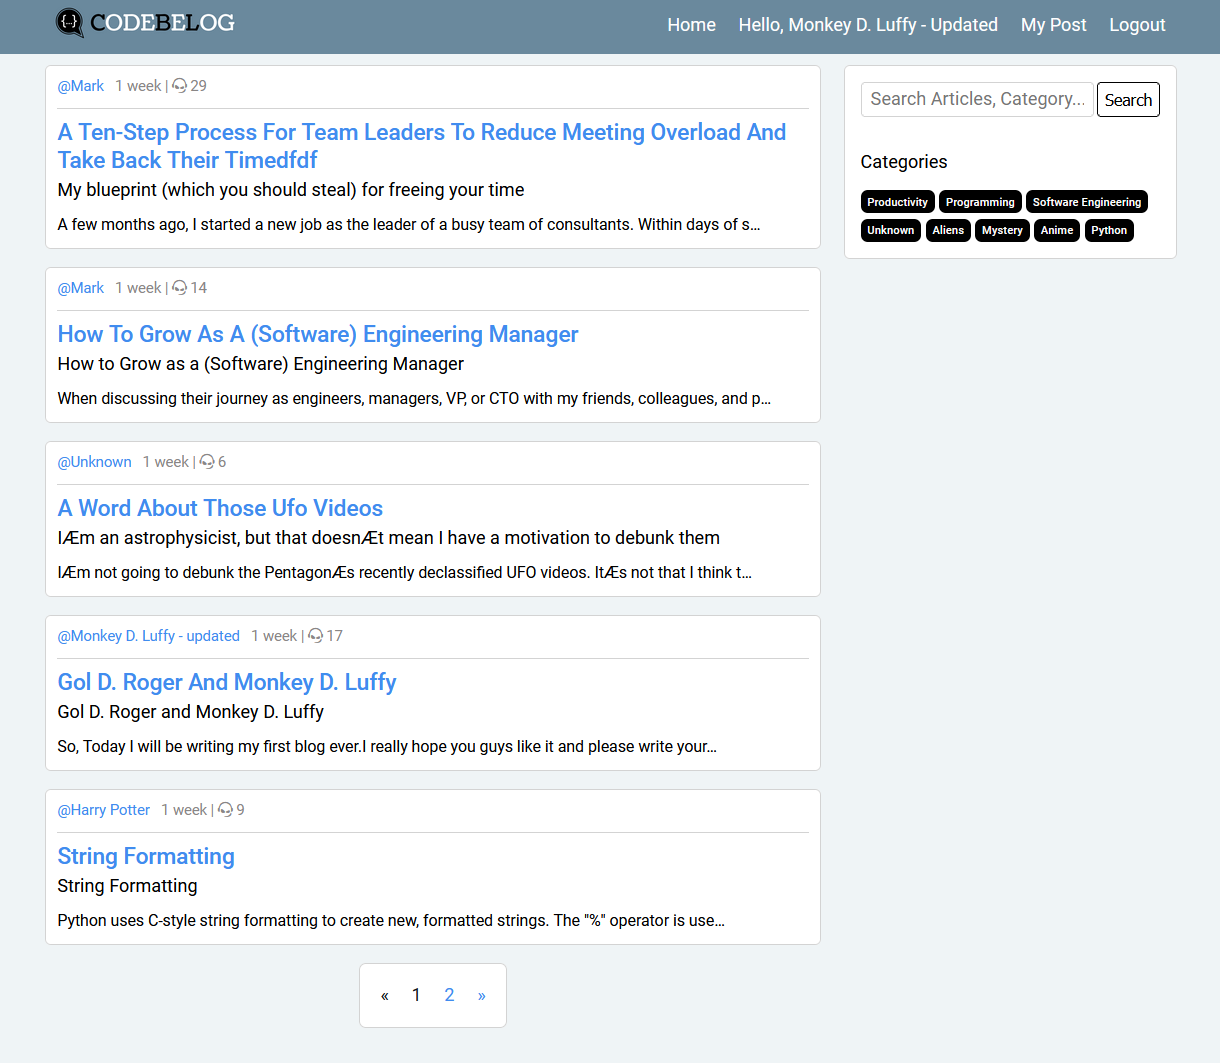 {...} CODEBELOG
Home Hello, Monkey D. Luffy - Updated My Post Logout
@Mark 1 week | 29
A Ten-Step Process For Team Leaders To Reduce Meeting Overload And
Take Back Their Timedfdf
My blueprint (which you should steal) for freeing your time
A few months ago, I started a new job as the leader of a busy team of consultants. Within days of s...
@Mark 1 week | 14
How To Grow As A (Software) Engineering Manager
How to Grow as a (Software) Engineering Manager
When discussing their journey as engineers, managers, VP, or CTO with my friends, colleagues, and p...
@Unknown 1 week | 6
A Word About Those Ufo Videos
IÆm an astrophysicist, but that doesnÆt mean I have a motivation to debunk them
IÆm not going to debunk the PentagonÆs recently declassified UFO videos. ItÆs not that I think t...
@Monkey D. Luffy - updated 1 week | 17
Gol D. Roger And Monkey D. Luffy
Gol D. Roger and Monkey D. Luffy
So, Today I will be writing my first blog ever.I really hope you guys like it and please write your...
@Harry Potter 1 week | 9
String Formatting
String Formatting
Python uses C-style string formatting to create new, formatted strings. The "%" operator is use...
« 1 2 »
Search Articles, Category... Search
Categories
Productivity Programming Software Engineering
Unknown Aliens Mystery Anime Python